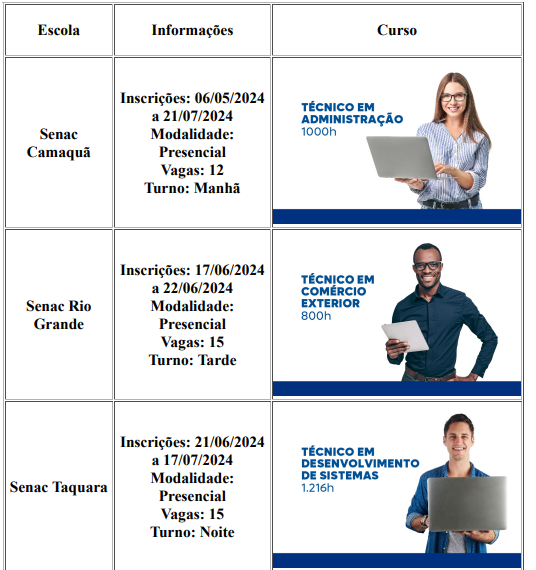 Escola
Informações
Curso
Senac
Camaquã
Inscrições: 06/05/2024
a 21/07/2024
Modalidade:
Presencial
Vagas: 12
Turno: Manhã
TÉCNICO EM
ADMINISTRAÇÃO
1000h
Senac Rio
Grande
Inscrições: 17/06/2024
a 22/06/2024
Modalidade:
Presencial
Vagas: 15
Turno: Tarde
TÉCNICO EM
COMÉRCIO
EXTERIOR
800h
Senac Taquara
Inscrições: 21/06/2024
a 17/07/2024
Modalidade:
Presencial
Vagas: 15
Turno: Noite
TÉCNICO EM
DESENVOLVIMENTO
DE SISTEMAS
1.216h